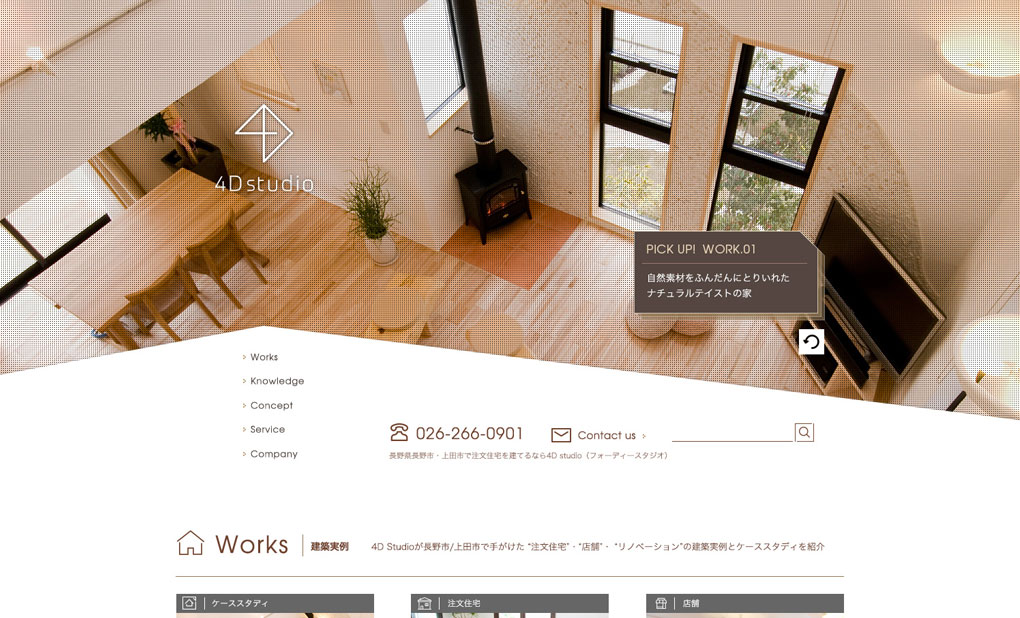 4Dstudio
PICK UP! WORK.01
自然素材をふんだんにとりいれた
ナチュラルテイストの家
Works
Knowledge
Concept
Service
Company
026-266-0901
Contact us
長野県長野市・上田市で注文住宅を建てるなら4D studio（フォーディースタジオ）
Works 建築実例 4D Studioが長野市/上田市で手がけた “注文住宅”・“店舗”・ “リノベーション”の建築実例とケーススタディを紹介
ケーススタディ
注文住宅
店舗